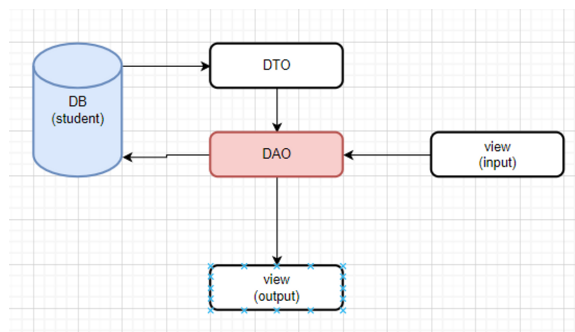 DTO
DB
(student)
DAO
view
(input)
view
(output)